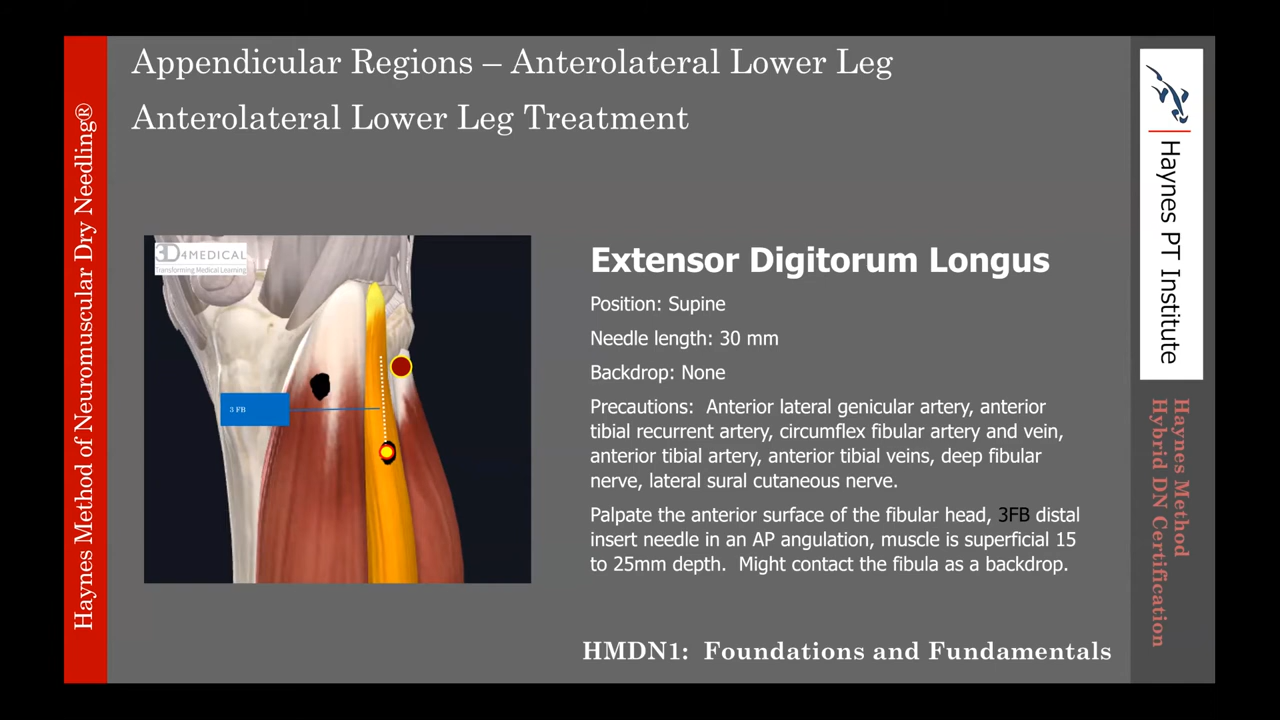 Haynes Method of Neuromuscular Dry Needling®
Appendicular Regions – Anterolateral Lower Leg
Anterolateral Lower Leg Treatment
3D4MEDICAL
Transforming Medical Learning
3 FB
Extensor Digitorum Longus
Position: Supine
Needle length: 30 mm
Backdrop: None
Precautions: Anterior lateral genicular artery, anterior
tibial recurrent artery, circumflex fibular artery and vein,
anterior tibial artery, anterior tibial veins, deep fibular
nerve, lateral sural cutaneous nerve.
Palpate the anterior surface of the fibular head, 3FB distal
insert needle in an AP angulation, muscle is superficial 15
to 25mm depth. Might contact the fibula as a backdrop.
HMDN1: Foundations and Fundamentals
Haynes PT Institute
Haynes Method
Hybrid DN Certification